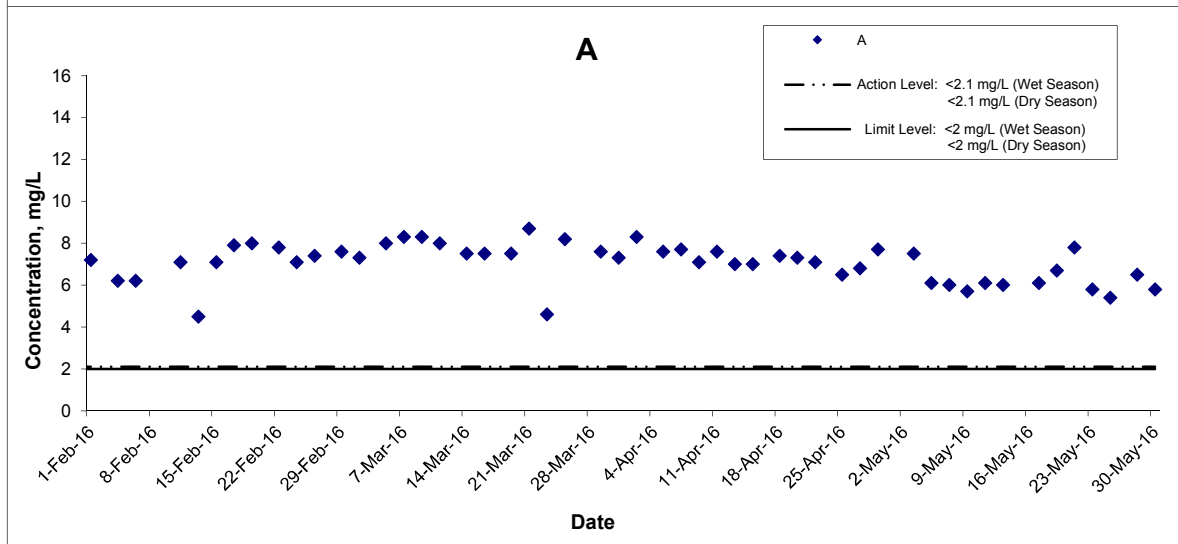 A
A
Action Level: <2.1 mg/L (Wet Season)
<2.1 mg/L (Dry Season)
Limit Level: <2 mg/L (Wet Season)
<2 mg/L (Dry Season)
Concentration, mg/L
16
14
12
10
8
6
4
2
0
1-Feb-16
8-Feb-16
15-Feb-16
22-Feb-16
29-Feb-16
7-Mar-16
14-Mar-16
21-Mar-16
28-Mar-16
4-Apr-16
11-Apr-16
18-Apr-16
25-Apr-16
2-May-16
9-May-16
16-May-16
23-May-16
30-May-16
Date